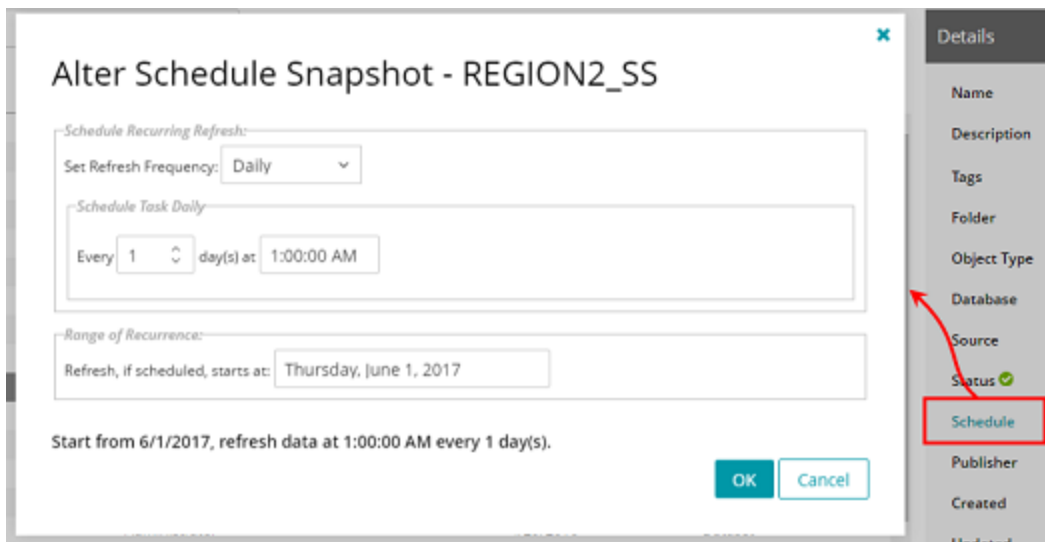 Alter Schedule Snapshot - REGION2_SS
Schedule Recurring Refresh:
Set Refresh Frequency: Daily
Schedule Task Daily
Every 1 day(s) at 1:00:00 AM
Range of Recurrence:
Refresh, if scheduled, starts at: Thursday, June 1, 2017
Start from 6/1/2017, refresh data at 1:00:00 AM every 1 day(s).
OK Cancel
Details
Name
Description
Tags
Folder
Object Type
Database
Source
Status
Schedule
Publisher
Created